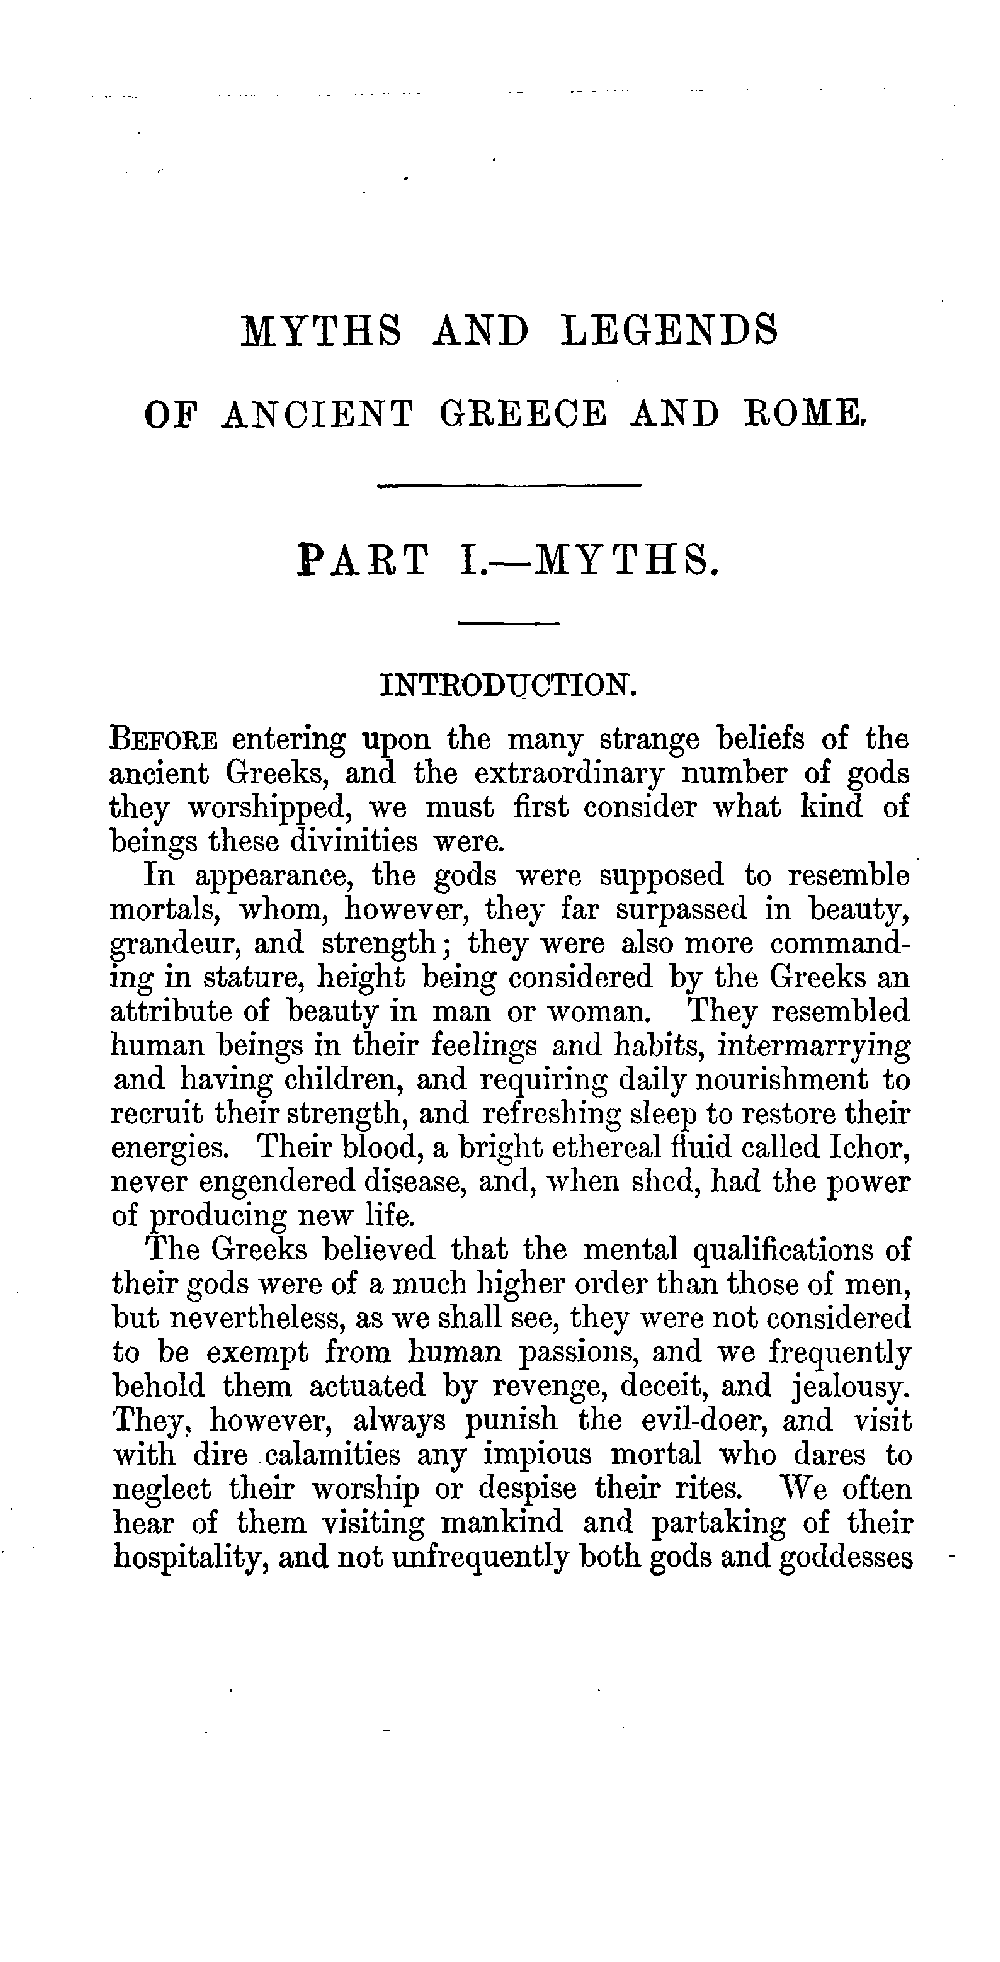 MYTHS AND LEGENDS
OF ANCIENT GREECE AND ROME.
PART I.—MYTHS.
INTRODUCTION.
BEFORE entering upon the many strange beliefs of the
ancient Greeks, and the extraordinary number of gods
they worshipped, we must first consider what kind of
beings these divinities were.
In appearance, the gods were supposed to resemble
mortals, whom, however, they far surpassed in beauty,
grandeur, and strength; they were also more command-
ing in stature, height being considered by the Greeks an
attribute of beauty in man or woman. They resembled
human beings in their feelings and habits, intermarrying
and having children, and requiring daily nourishment to
recruit their strength, and refreshing sleep to restore their
energies. Their blood, a bright ethereal fluid called Ichor,
never engendered disease, and, when shed, had the power
of producing new life.
The Greeks believed that the mental qualifications of
their gods were of a much higher order than those of men,
but nevertheless, as we shall see, they were not considered
to be exempt from human passions, and we frequently
behold them actuated by revenge, deceit, and jealousy.
They, however, always punish the evil-doer, and visit
with dire calamities any impious mortal who dares to
neglect their worship or despise their rites. We often
hear of them visiting mankind and partaking of their
hospitality, and not unfrequently both gods and goddesses